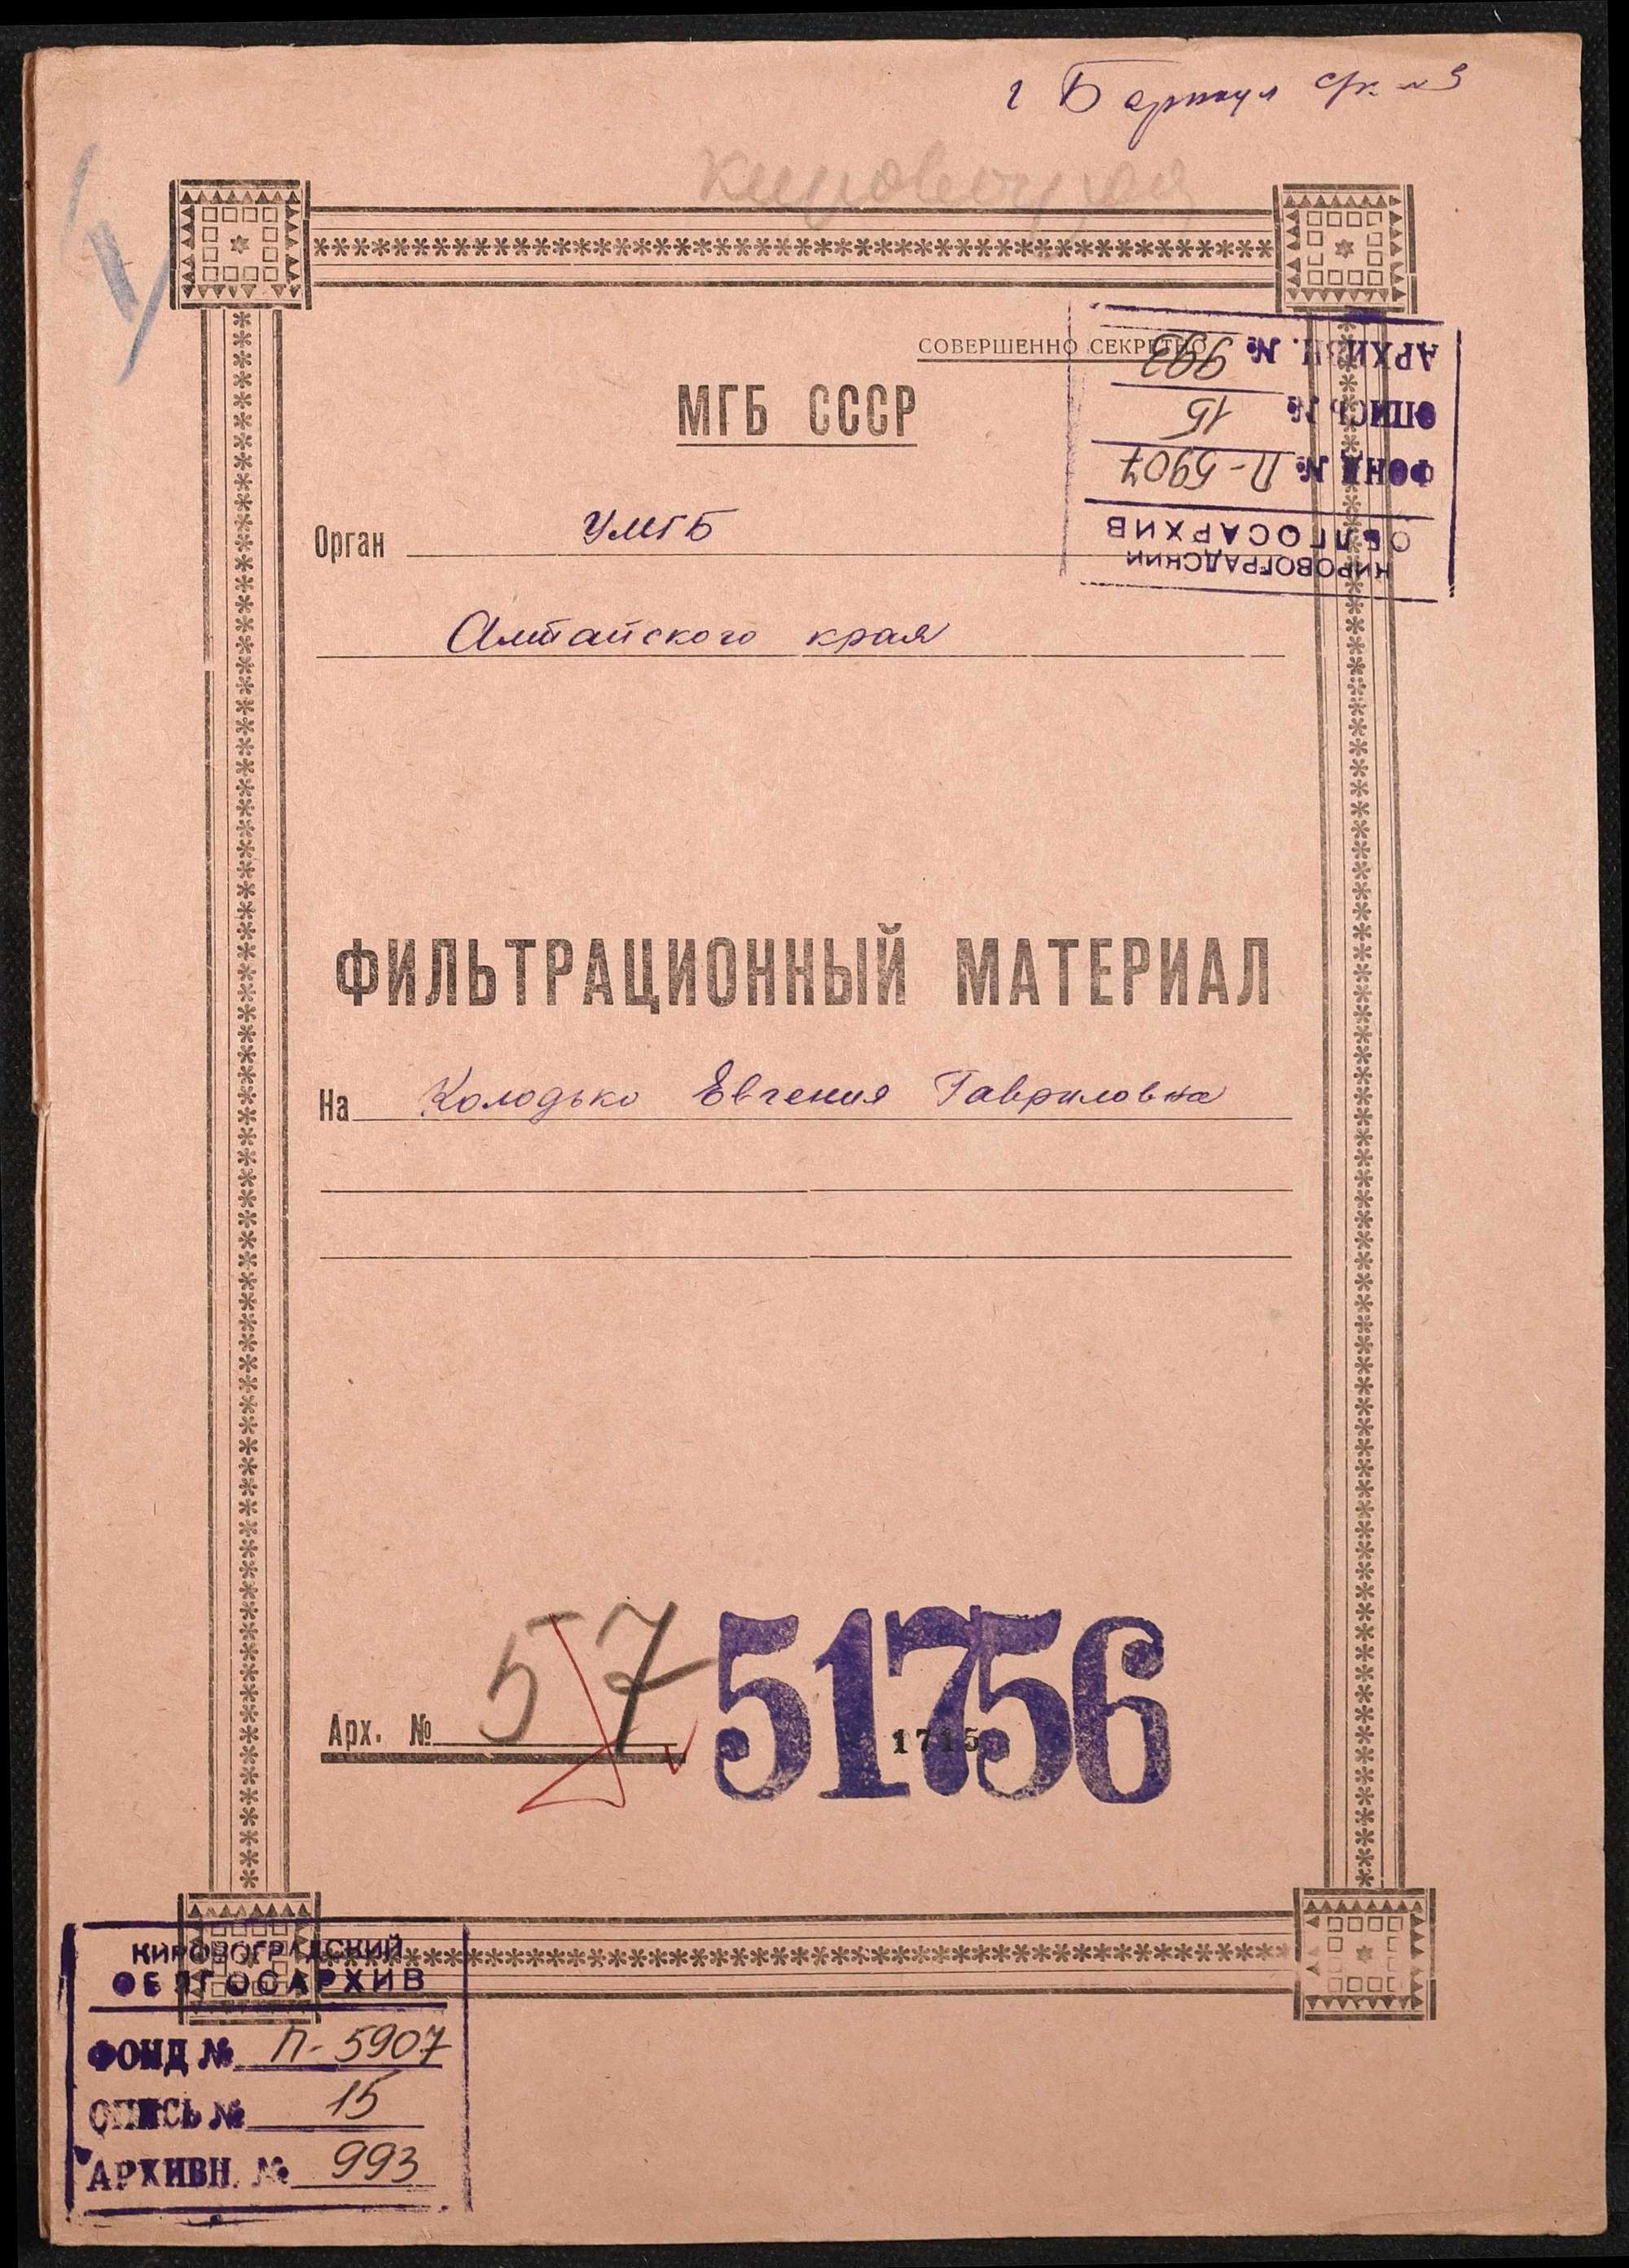 г Барнаул
СОВЕРШЕННО СЕКРЕТНО
АРХИВН. № 993
ОПИСЬ № 15
ФОНД № П-5907
КИРОВОГРАДСКИЙ
ОБЛГОСАРХИВ
МГБ СССР
Орган УМГБ
Алтайского края
ФИЛЬТРАЦИОННЫЙ МАТЕРИАЛ
На Колодько Евгения Гавриловна
Арх. № 57 51756
1715
КИРОВОГРАДСКИЙ
ОБЛГОСАРХИВ
ФОНД № П-5907
ОПИСЬ № 15
АРХИВН. № 993